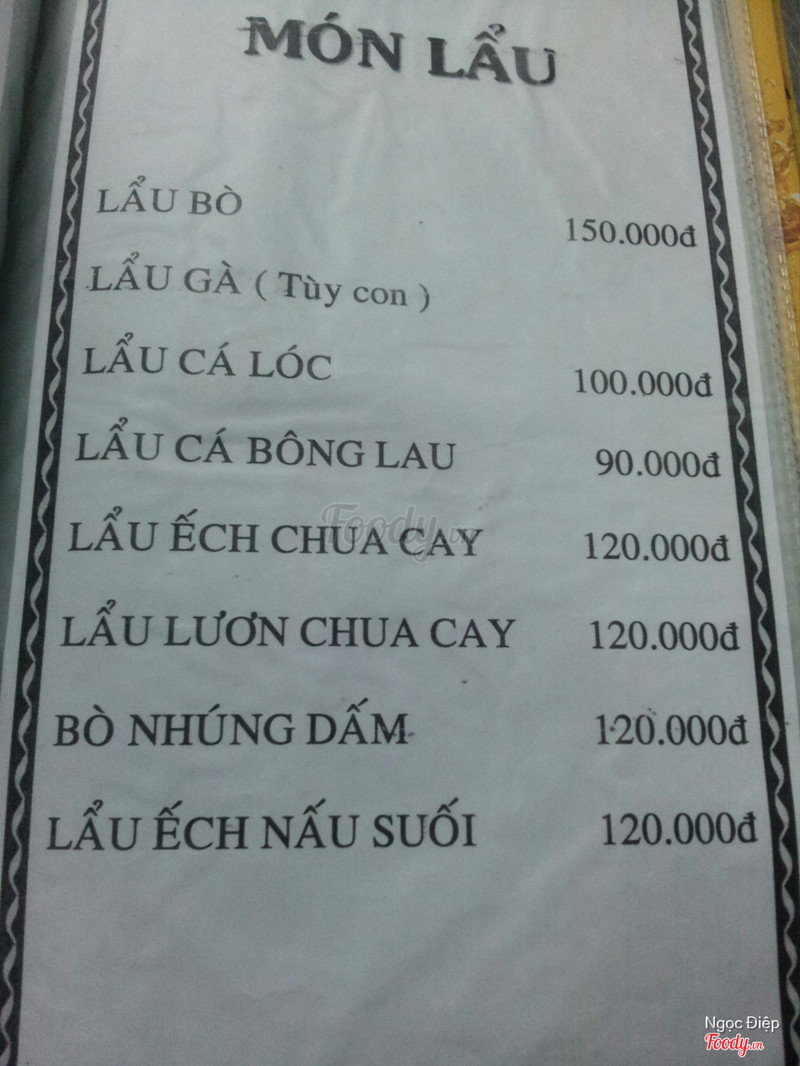 MÓN LẨU
LẨU BÒ 150.000đ
LẨU GÀ ( Tùy con )
LẨU CÁ LÓC 100.000đ
LẨU CÁ BÔNG LAU 90.000đ
LẨU ẾCH CHUA CAY 120.000đ
LẨU LƯƠN CHUA CAY 120.000đ
BÒ NHÚNG DẤM 120.000đ
LẨU ẾCH NẤU SUỐI 120.000đ
Foody.vn
Ngọc Điệp
Foody.vn